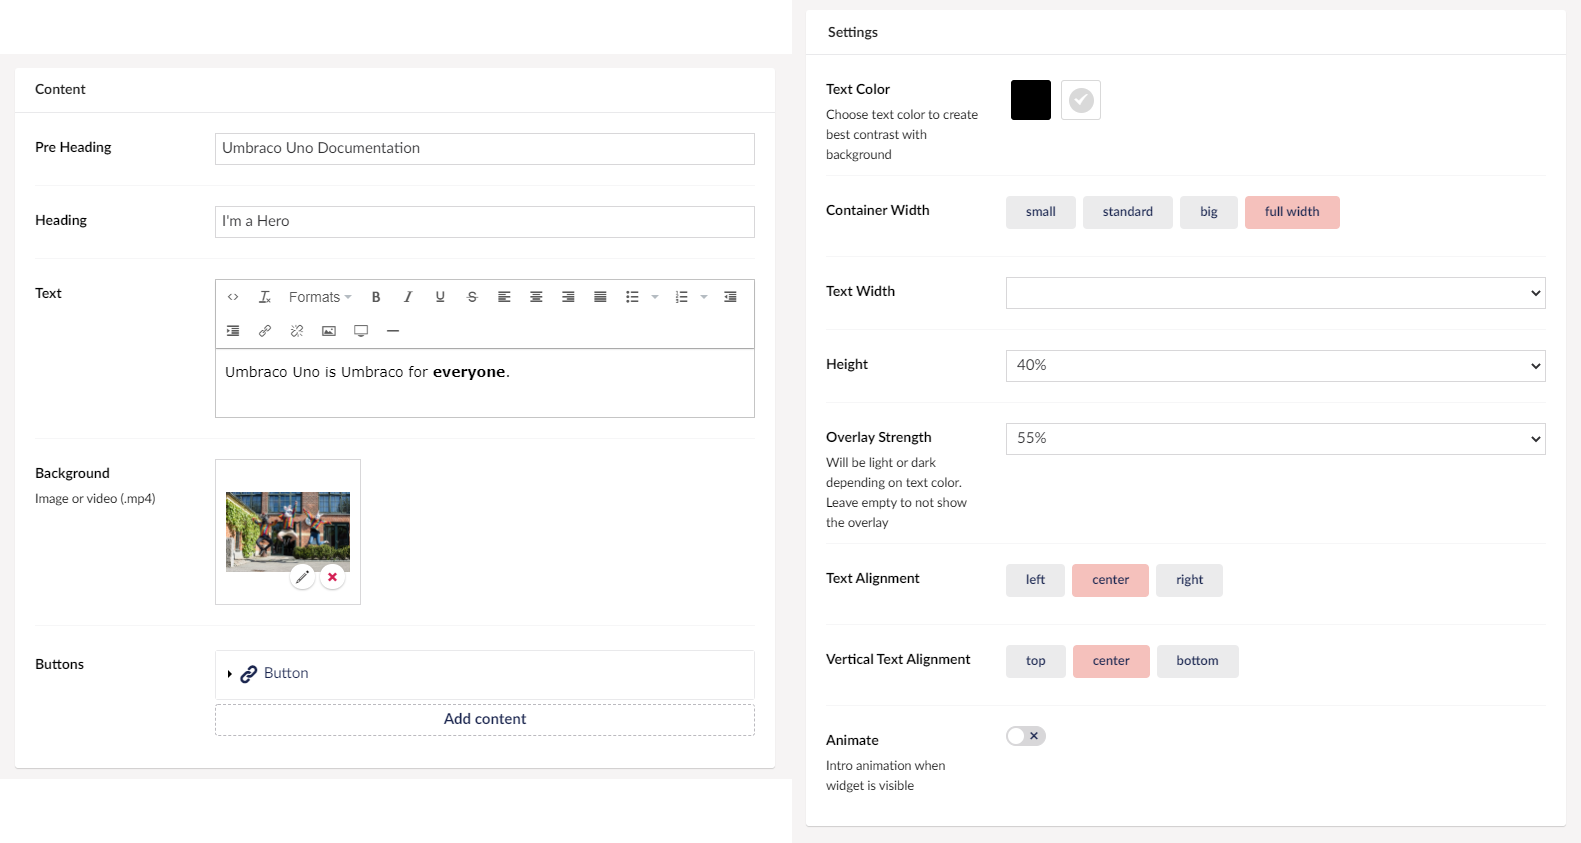 Content
Pre Heading
Umbraco Uno Documentation
Heading
I'm a Hero
Text
Formats
Umbraco Uno is Umbraco for everyone.
Background
Image or video (.mp4)
Buttons
Button
Add content
Settings
Text Color
Choose text color to create
best contrast with
background
Container Width
small standard big full width
Text Width
Height
40%
Overlay Strength
55%
Will be light or dark
depending on text color.
Leave empty to not show
the overlay
Text Alignment
left center right
Vertical Text Alignment
top center bottom
Animate
Intro animation when
widget is visible